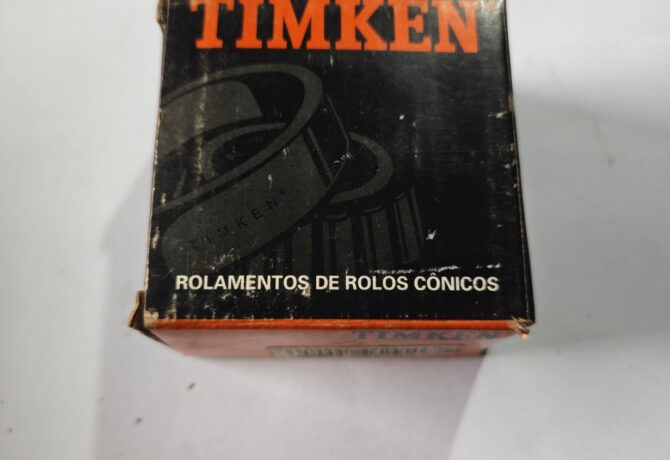 TIMKEN
TIMKEN®
ROLAMENTOS DE ROLOS CÔNICOS
TIMKEN